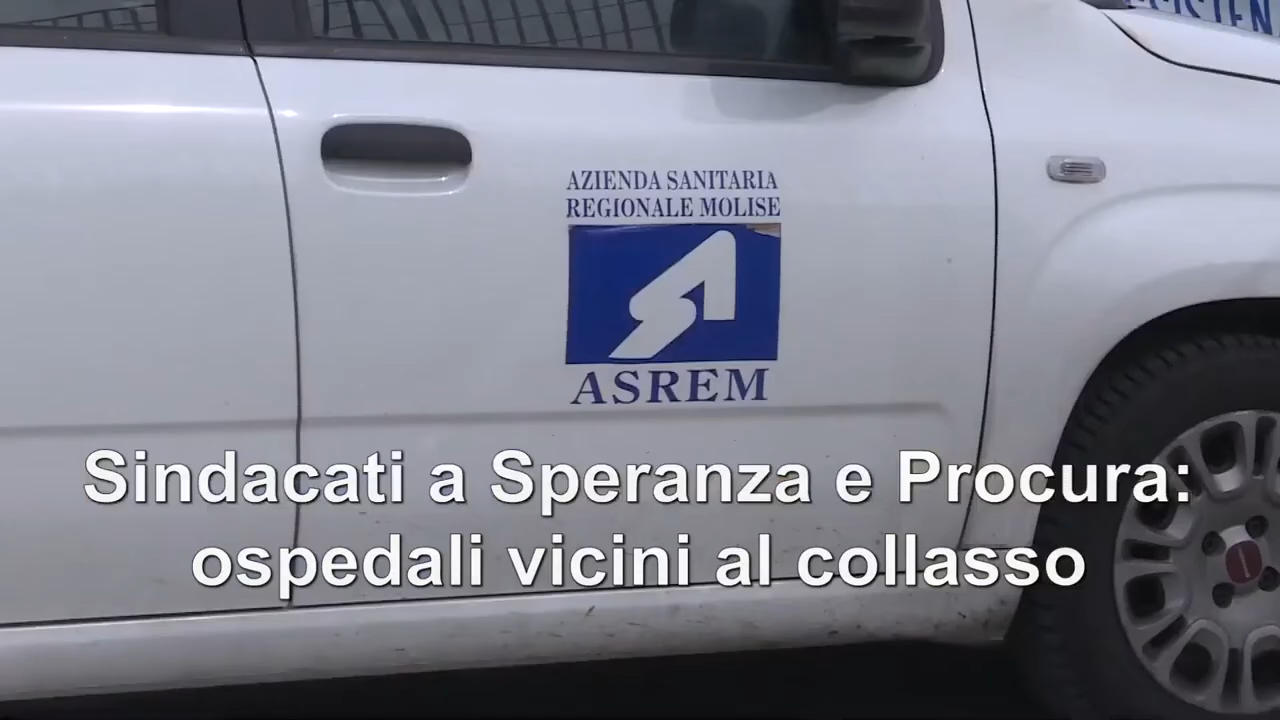 AZIENDA SANITARIA
REGIONALE MOLISE
ASREM
Sindacati a Speranza e Procura:
ospedali vicini al collasso